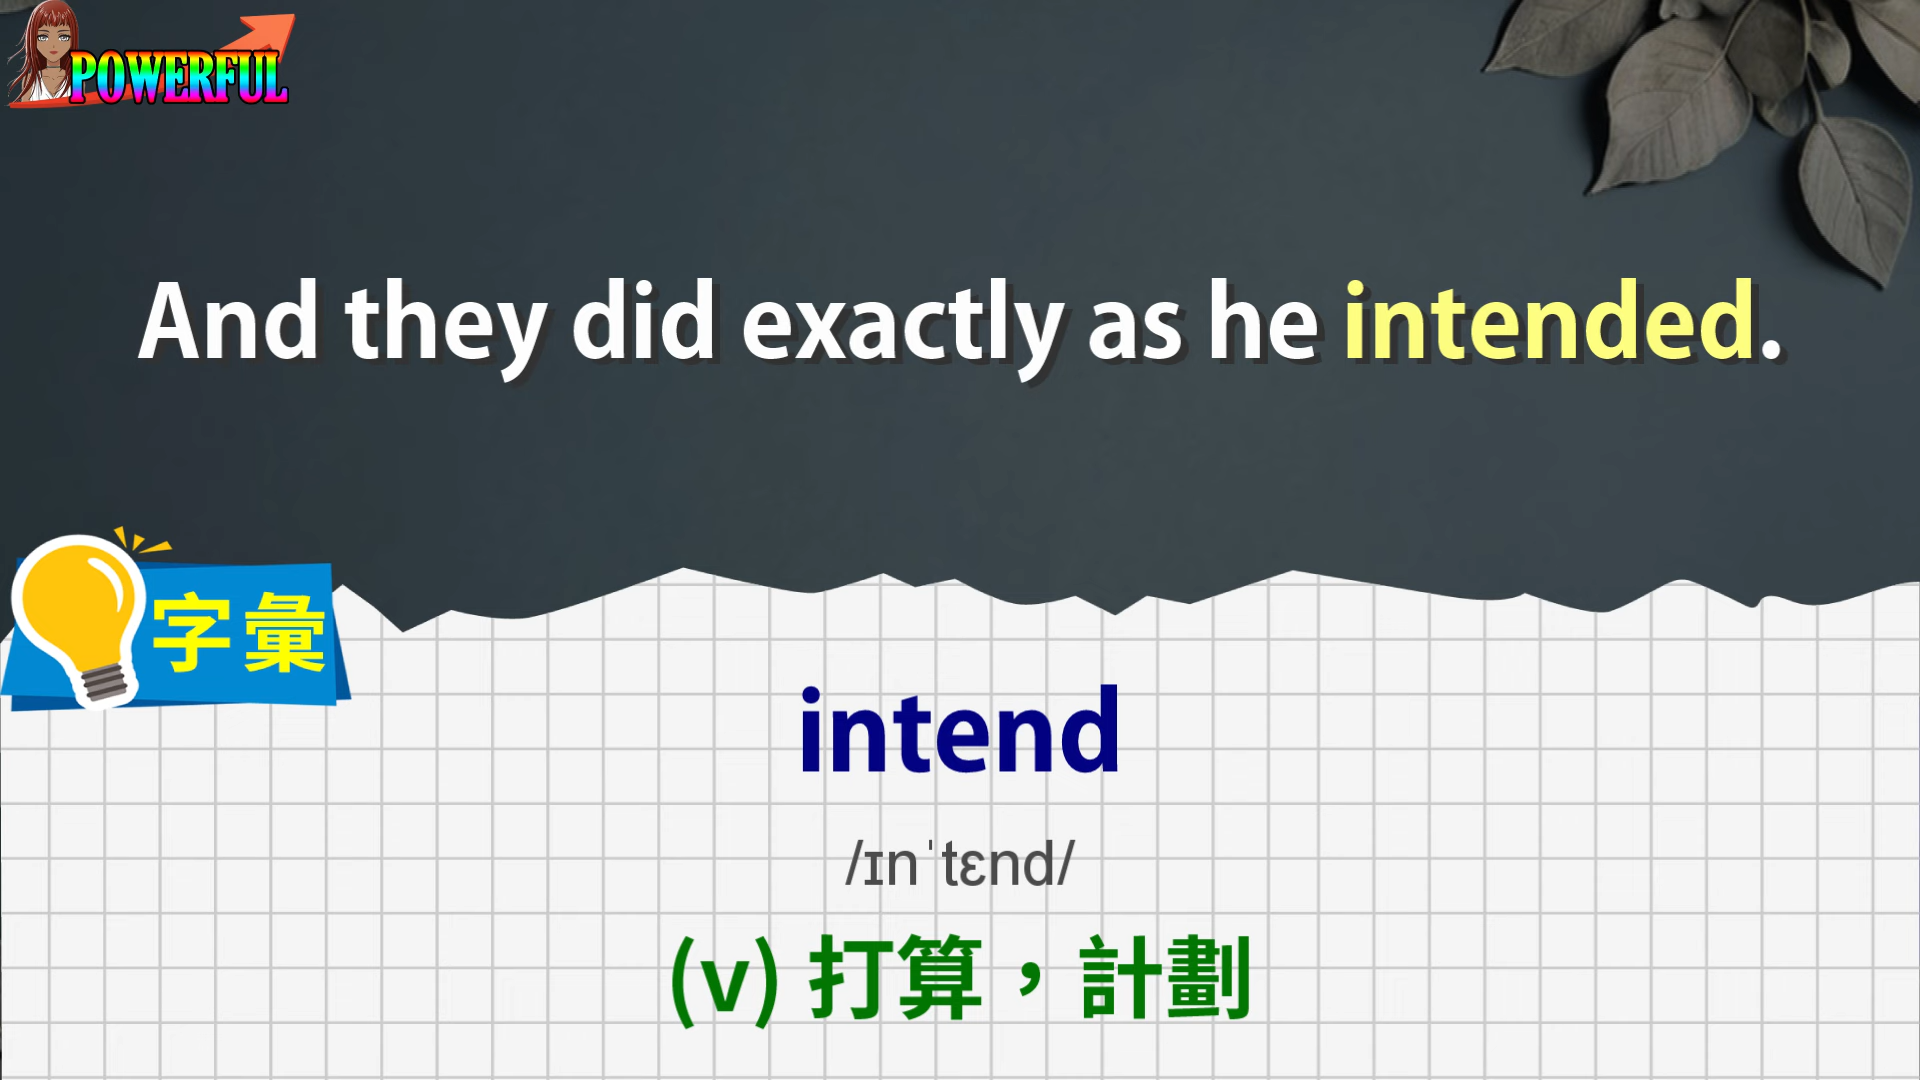 POWERFUL
And they did exactly as he intended.
字彙
intend
/ɪnˈtɛnd/
(v) 打算，計劃